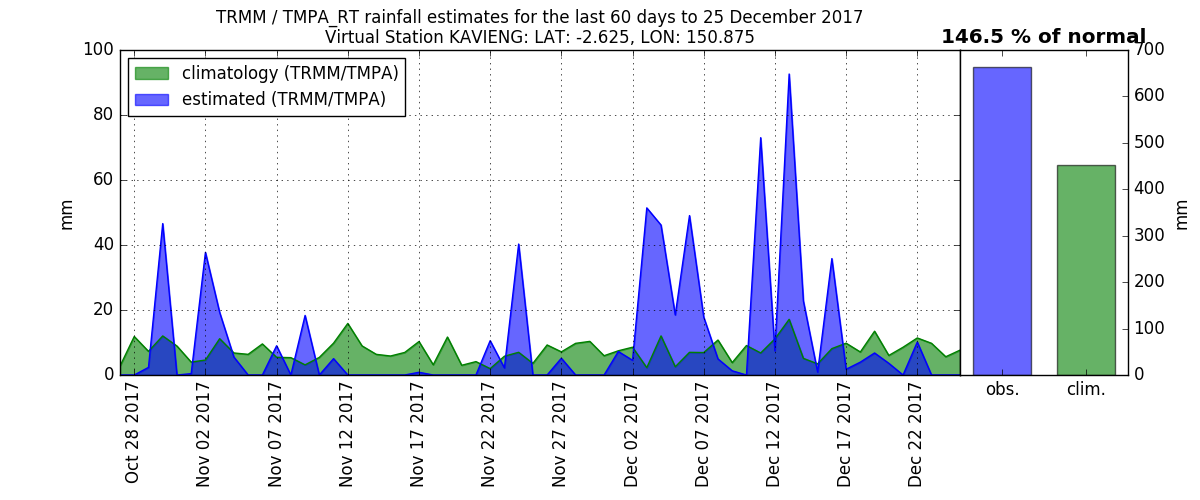 TRMM / TMPA_RT rainfall estimates for the last 60 days to 25 December 2017
Virtual Station KAVIENG: LAT: -2.625, LON: 150.875
146.5 % of normal
climatology (TRMM/TMPA)
estimated (TRMM/TMPA)
100
80
60
40
20
0
mm
Oct 28 2017
Nov 02 2017
Nov 07 2017
Nov 12 2017
Nov 17 2017
Nov 22 2017
Nov 27 2017
Dec 02 2017
Dec 07 2017
Dec 12 2017
Dec 17 2017
Dec 22 2017
obs.
clim.
700
600
500
400
300
200
100
0
mm